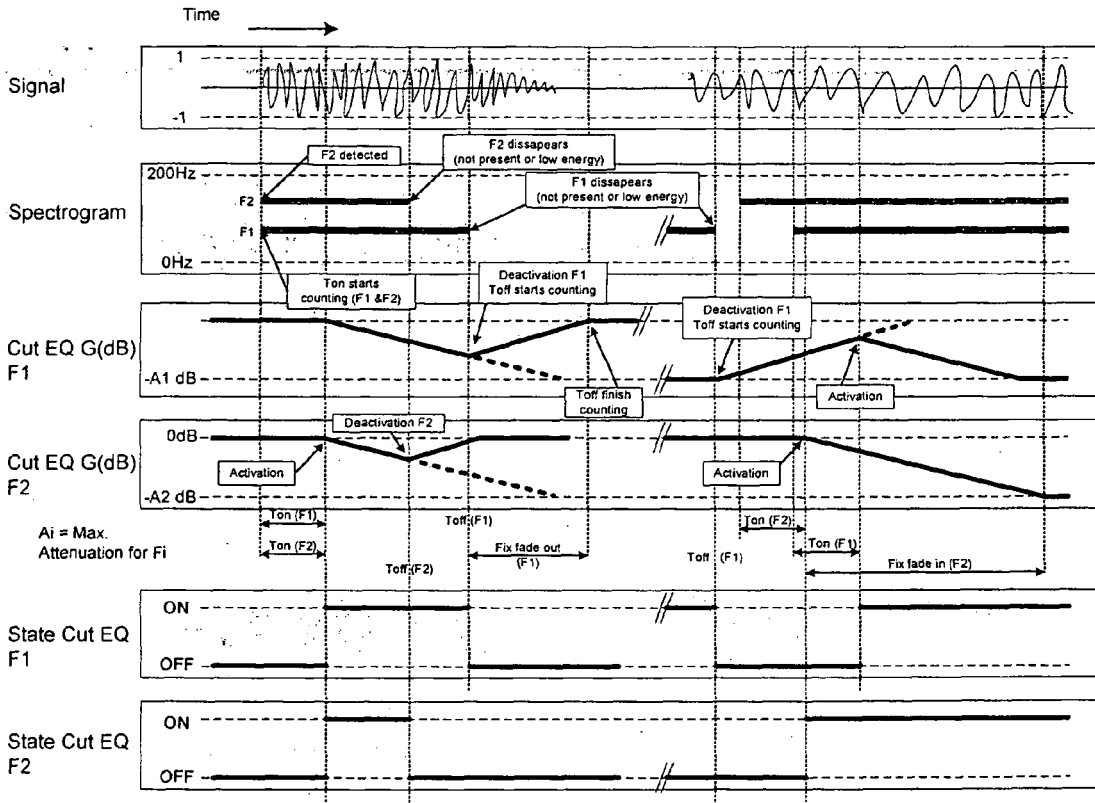 Time
Signal
1
-1
F2 detected
F2 dissapears
(not present or low energy)
Spectrogram
200Hz
F2
F1
0Hz
F1 dissapears
(not present or low energy)
Ton starts
counting (F1 &F2)
Deactivation F1
Toff starts counting
Deactivation F1
Toff starts counting
Cut EQ G(dB)
F1
-A1 dB
Toff finish
counting
Activation
Cut EQ G(dB)
F2
0dB
Deactivation F2
Activation
Activation
-A2 dB
Ai = Max.
Attenuation for Fi
Ton (F1)
Ton (F2)
Toff (F2)
Toff (F1)
Fix fade out
(F1)
Toff (F1)
Ton (F2)
Ton (F1)
Fix fade in (F2)
State Cut EQ
F1
ON
OFF
State Cut EQ
F2
ON
OFF